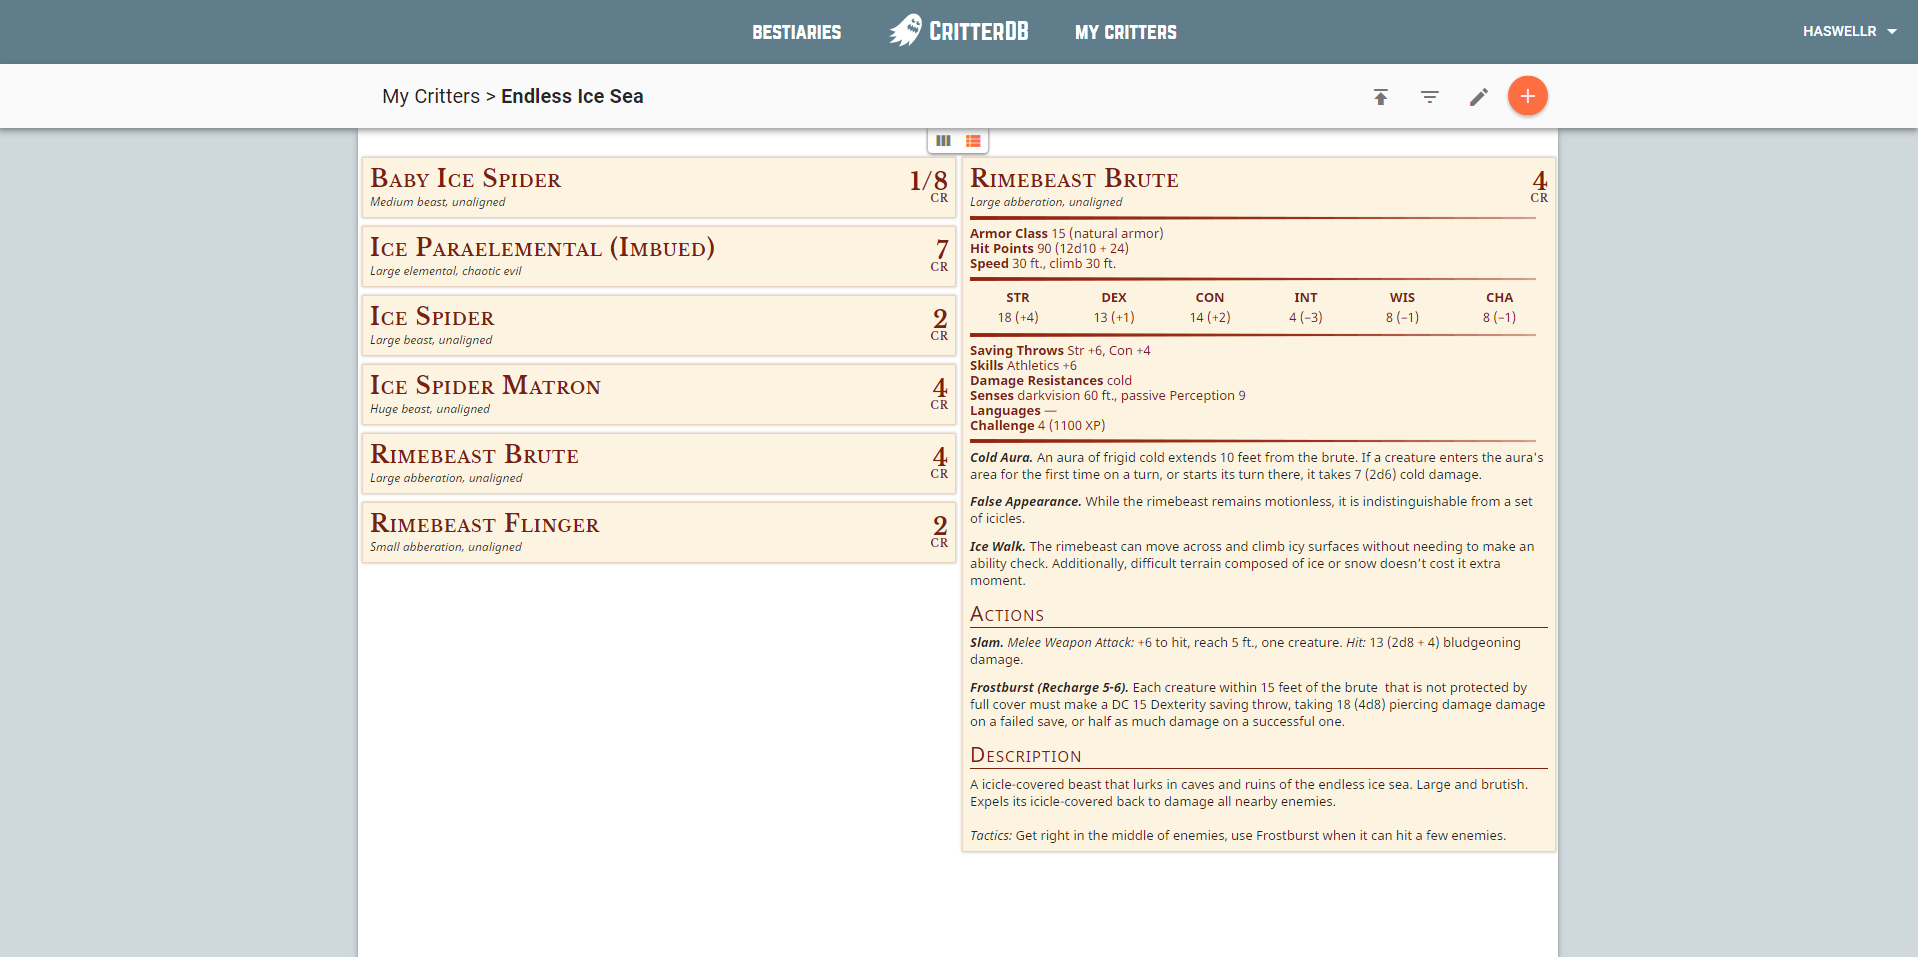 BESTIARIES
CRITTERDB
MY CRITTERS
HASWELLR
My Critters > Endless Ice Sea
Baby Ice Spider
1/8
CR
Medium beast, unaligned
Ice Paraelemental (Imbued)
7
CR
Large elemental, chaotic evil
Ice Spider
2
CR
Large beast, unaligned
Ice Spider Matron
4
CR
Huge beast, unaligned
Rimebeast Brute
4
CR
Large abberation, unaligned
Rimebeast Flinger
2
CR
Small abberation, unaligned
Rimebeast Brute
4
CR
Large abberation, unaligned
Armor Class 15 (natural armor)
Hit Points 90 (12d10 + 24)
Speed 30 ft., climb 30 ft.
STR DEX CON INT WIS CHA
18 (+4) 13 (+1) 14 (+2) 4 (−3) 8 (−1) 8 (−1)
Saving Throws Str +6, Con +4
Skills Athletics +6
Damage Resistances cold
Senses darkvision 60 ft., passive Perception 9
Languages —
Challenge 4 (1100 XP)
Cold Aura. An aura of frigid cold extends 10 feet from the brute. If a creature enters the aura's
area for the first time on a turn, or starts its turn there, it takes 7 (2d6) cold damage.
False Appearance. While the rimebeast remains motionless, it is indistinguishable from a set
of icicles.
Ice Walk. The rimebeast can move across and climb icy surfaces without needing to make an
ability check. Additionally, difficult terrain composed of ice or snow doesn't cost it extra
moment.
Actions
Slam. Melee Weapon Attack: +6 to hit, reach 5 ft., one creature. Hit: 13 (2d8 + 4) bludgeoning
damage.
Frostburst (Recharge 5-6). Each creature within 15 feet of the brute  that is not protected by
full cover must make a DC 15 Dexterity saving throw, taking 18 (4d8) piercing damage damage
on a failed save, or half as much damage on a successful one.
Description
A icicle-covered beast that lurks in caves and ruins of the endless ice sea. Large and brutish.
Expels its icicle-covered back to damage all nearby enemies.
Tactics: Get right in the middle of enemies, use Frostburst when it can hit a few enemies.